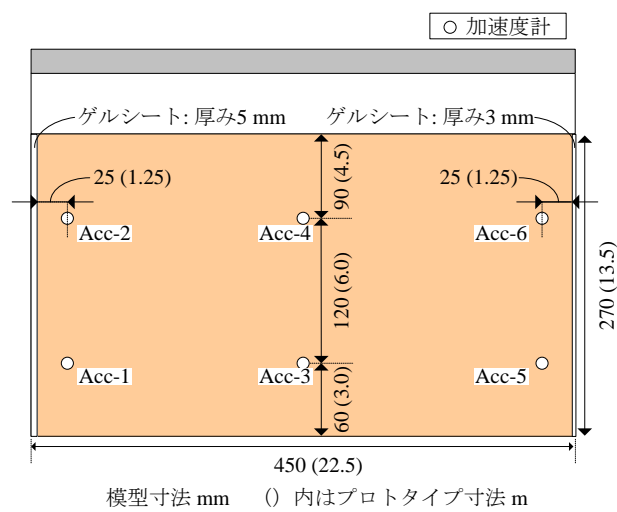 加速度計
ゲルシート: 厚み5 mm
ゲルシート: 厚み3 mm
25 (1.25)
90 (4.5)
25 (1.25)
Acc-2
Acc-4
Acc-6
120 (6.0)
270 (13.5)
Acc-1
Acc-3
Acc-5
60 (3.0)
450 (22.5)
模型寸法 mm （）内はプロトタイプ寸法 m